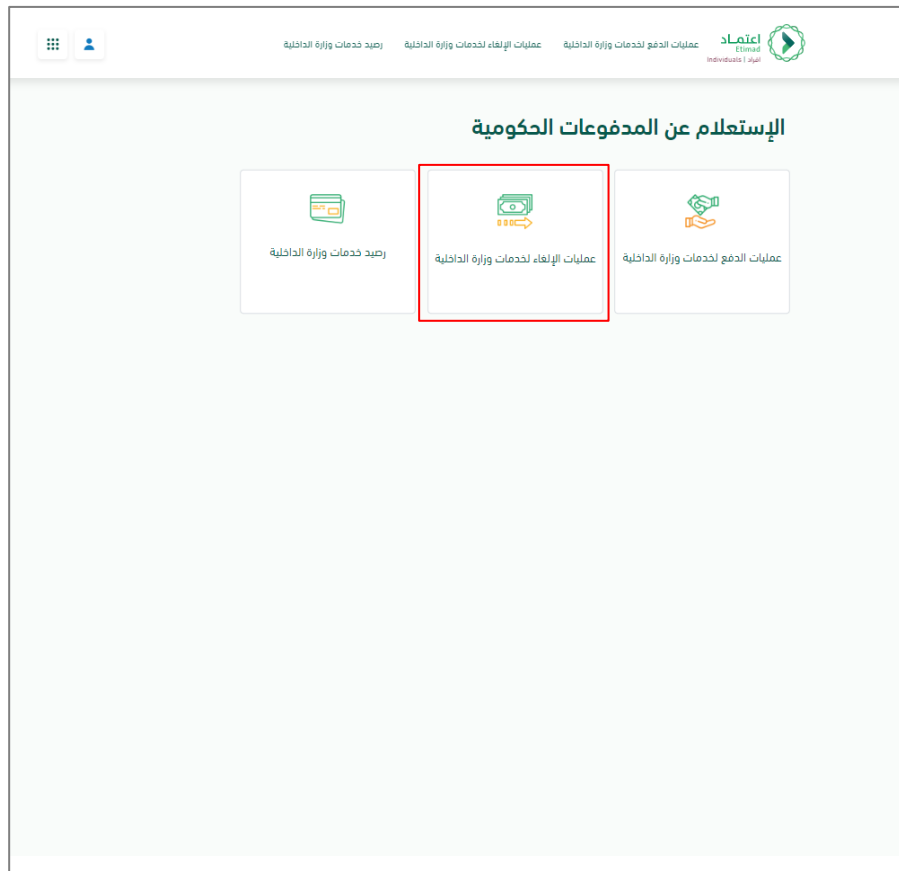 اعتمـاد
Etimad
أفراد | Individuals
عمليات الدفع لخدمات وزارة الداخلية
عمليات الإلغاء لخدمات وزارة الداخلية
رصيد خدمات وزارة الداخلية
الإستعلام عن المدفوعات الحكومية
عمليات الدفع لخدمات وزارة الداخلية
عمليات الإلغاء لخدمات وزارة الداخلية
رصيد خدمات وزارة الداخلية